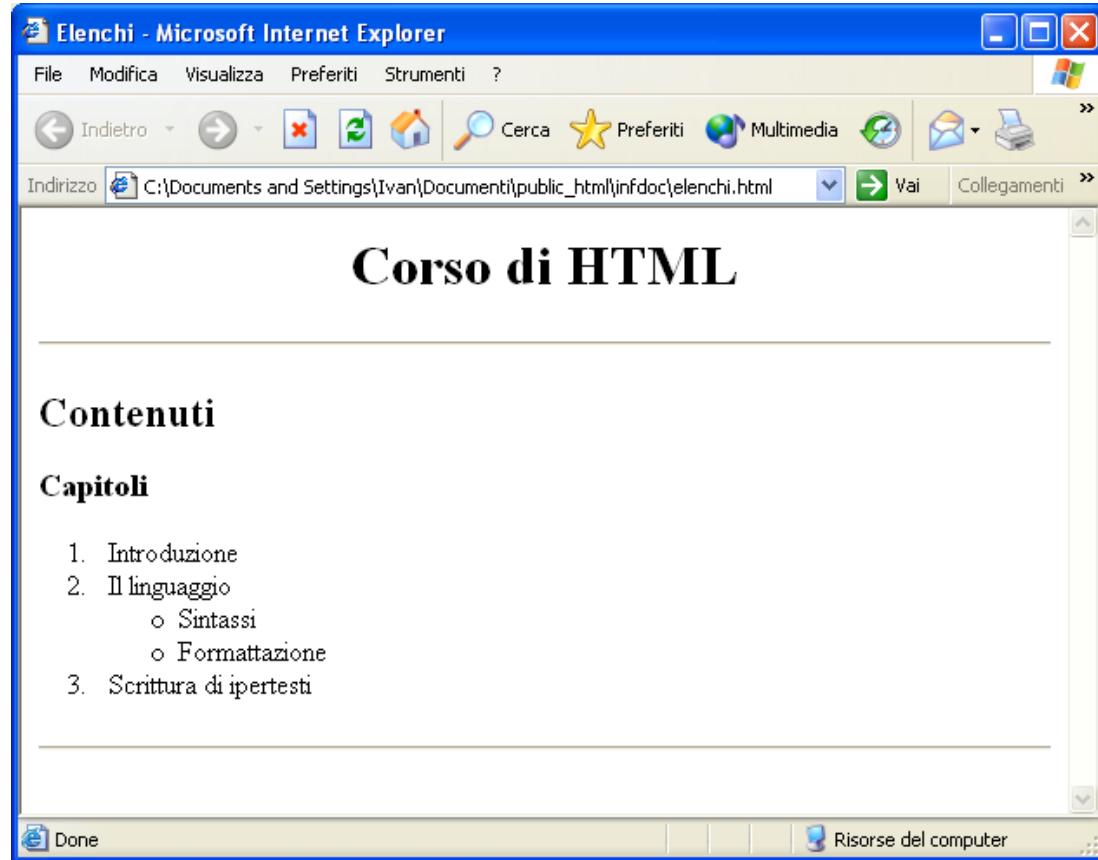 Elenchi - Microsoft Internet Explorer
File Modifica Visualizza Preferiti Strumenti ?
Indietro Cerca Preferiti Multimedia »
Indirizzo C:\Documents and Settings\Ivan\Documenti\public_html\infdoc\elenchi.html Vai Collegamenti »
Corso di HTML
Contenuti
Capitoli
1. Introduzione
2. Il linguaggio
o Sintassi
o Formattazione
3. Scrittura di ipertesti
Done Risorse del computer